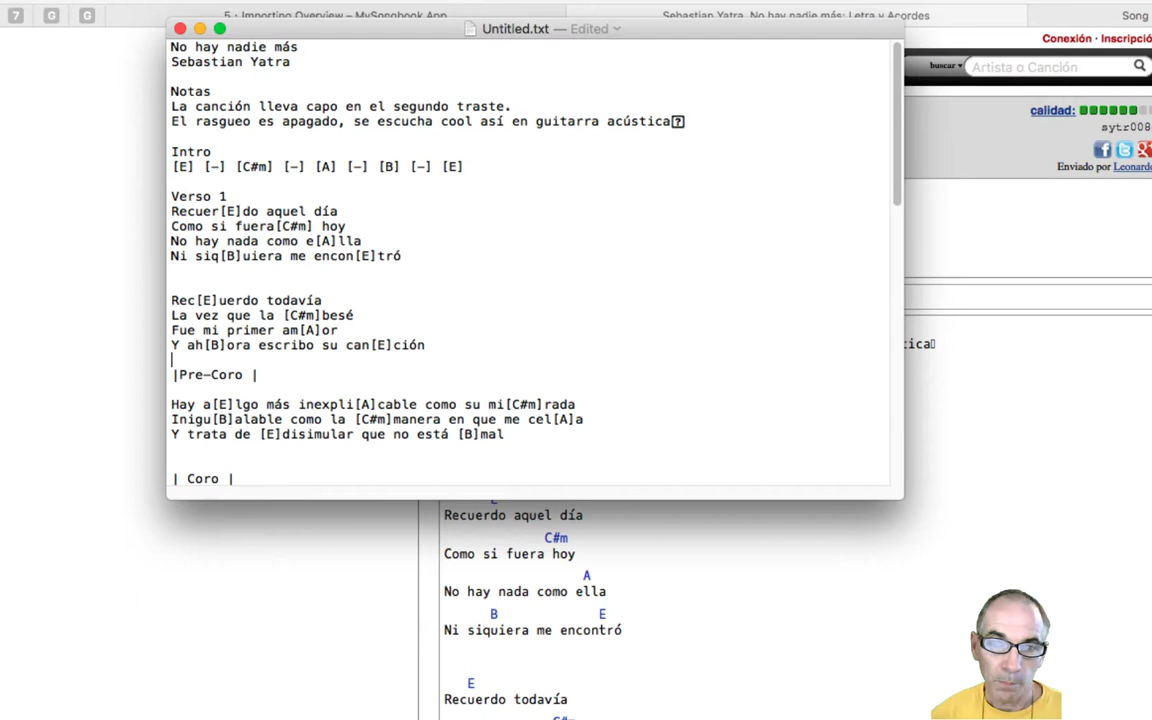 5 - Importing Overview – MySongbook App
Sebastian Yatra, No hay nadie más: Letra y Acordes
Song
7
G
G
Untitled.txt — Edited
Conexión · Inscripció
buscar
Artista o Canción
calidad:
sytr008
Enviado por Leonardo
No hay nadie más
Sebastian Yatra
Notas
La canción lleva capo en el segundo traste.
El rasgueo es apagado, se escucha cool así en guitarra acústica
Intro
[E] [–] [C#m] [–] [A] [–] [B] [–] [E]
Verso 1
Recuer[E]do aquel día
Como si fuera[C#m] hoy
No hay nada como e[A]lla
Ni siq[B]uiera me encon[E]tró
Rec[E]uerdo todavía
La vez que la [C#m]besé
Fue mi primer am[A]or
Y ah[B]ora escribo su can[E]ción
|Pre–Coro |
Hay a[E]lgo más inexpli[A]cable como su mi[C#m]rada
Inigu[B]alable como la [C#m]manera en que me cel[A]a
Y trata de [E]disimular que no está [B]mal
| Coro |
tica
E
Recuerdo aquel día
C#m
Como si fuera hoy
A
No hay nada como ella
B E
Ni siquiera me encontró
E
Recuerdo todavía
C#m